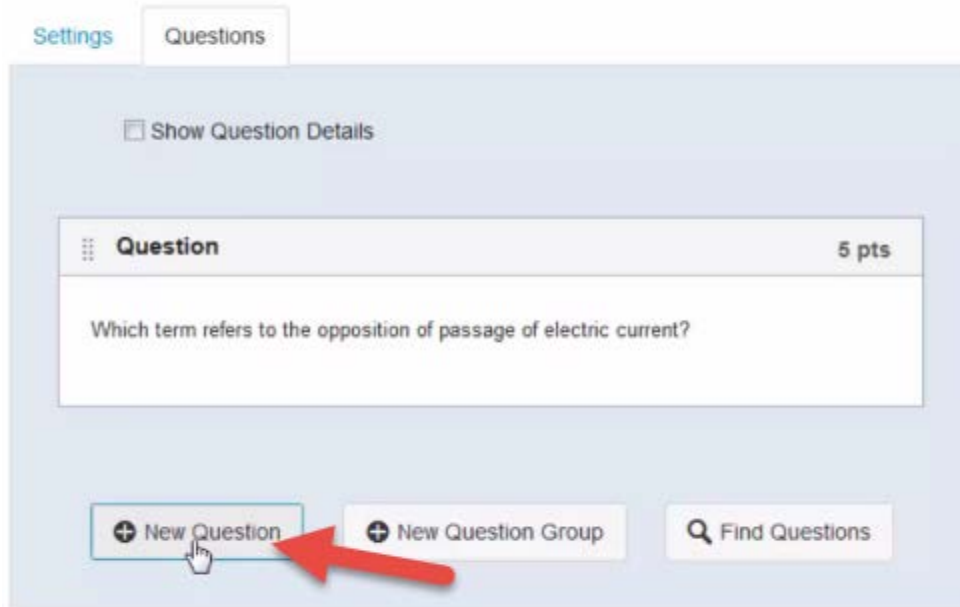 Settings Questions
Show Question Details
Question 5 pts
Which term refers to the opposition of passage of electric current?
New Question New Question Group Find Questions